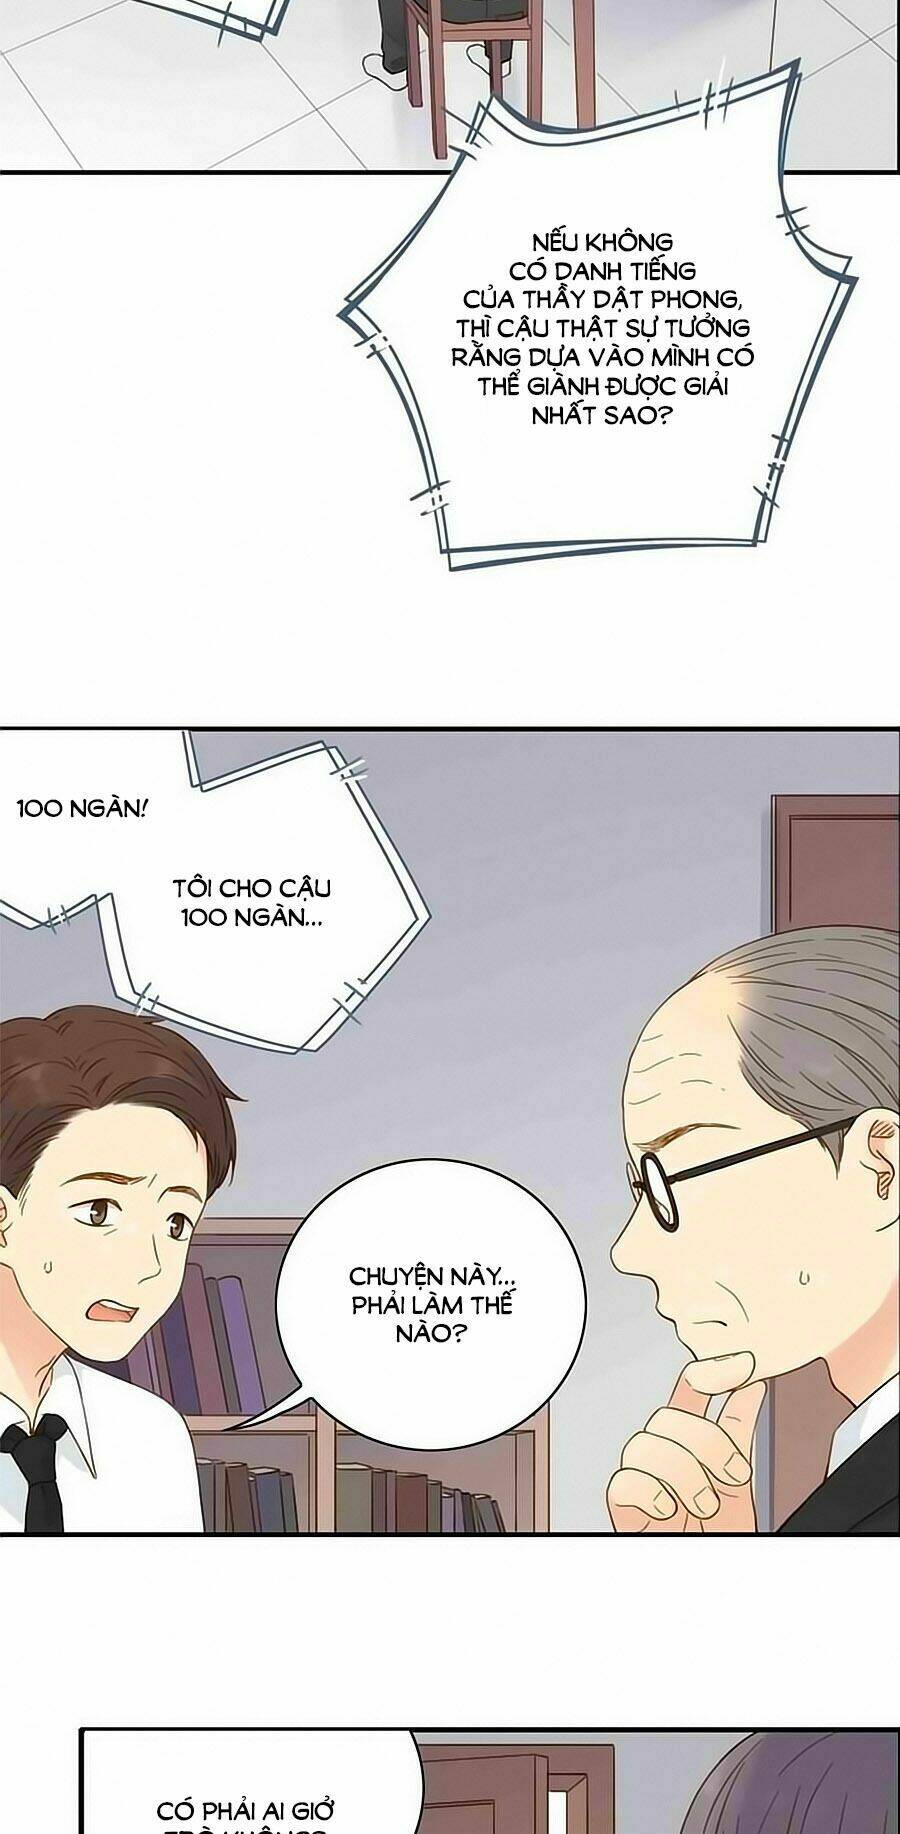 NẾU KHÔNG
CÓ DANH TIẾNG
CỦA THẦY DẬT PHONG,
THÌ CẬU THẬT SỰ TƯỞNG
RẰNG DỰA VÀO MÌNH CÓ
THỂ GIÀNH ĐƯỢC GIẢI
NHẤT SAO?
100 NGÀN!
TÔI CHO CẬU
100 NGÀN...
CHUYỆN NÀY...
PHẢI LÀM THẾ
NÀO?
CÓ PHẢI AI GIỞ
TRÒ KHÔNG?